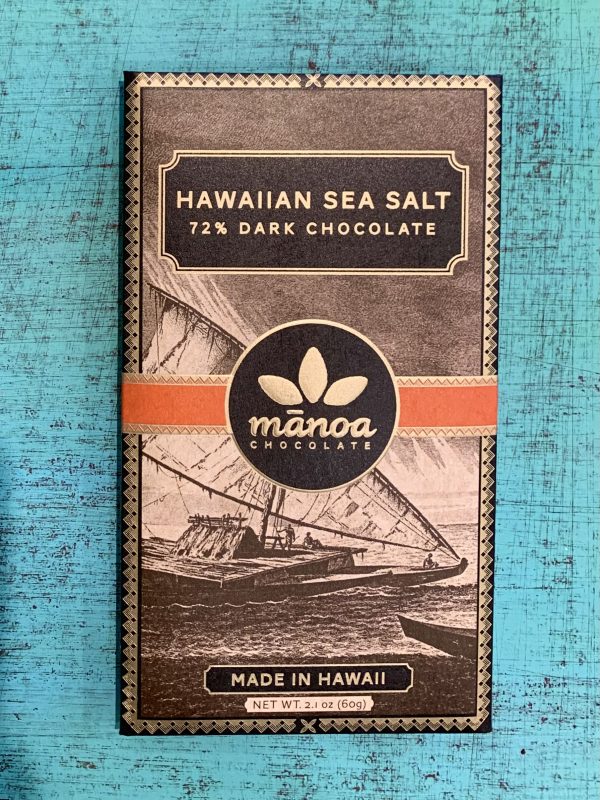 HAWAIIAN SEA SALT
72% DARK CHOCOLATE
mānoa
CHOCOLATE
MADE IN HAWAII
NET WT. 2.1 oz (60g)